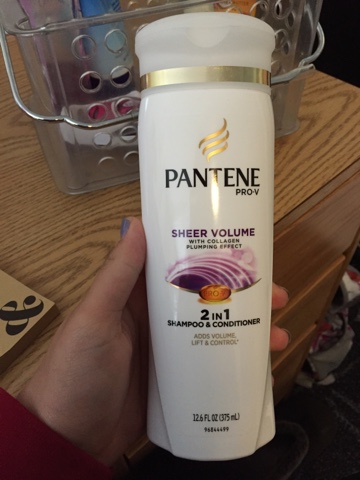 PANTENE
PRO-V
SHEER VOLUME
WITH COLLAGEN
PLUMPING EFFECT
2 IN 1
SHAMPOO & CONDITIONER
ADDS VOLUME,
LIFT & CONTROL*
12.6 FL OZ (375 mL)
96844499
&